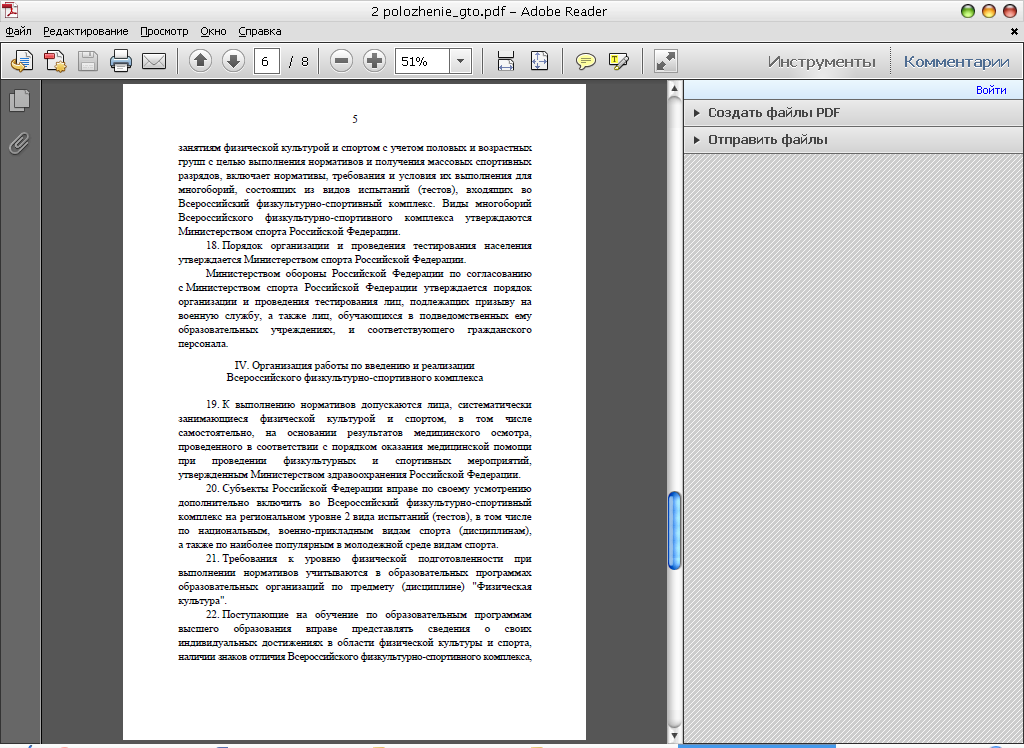 2 polozhenie_gto.pdf – Adobe Reader
Файл Редактирование Просмотр Окно Справка
6 / 8 51% Инструменты Комментарии
Войти
Создать файлы PDF
Отправить файлы
5
занятиям физической культурой и спортом с учетом половых и возрастных
групп с целью выполнения нормативов и получения массовых спортивных
разрядов, включает нормативы, требования и условия их выполнения для
многоборий, состоящих из видов испытаний (тестов), входящих во
Всероссийский физкультурно-спортивный комплекс. Виды многоборий
Всероссийского физкультурно-спортивного комплекса утверждаются
Министерством спорта Российской Федерации.
18. Порядок организации и проведения тестирования населения
утверждается Министерством спорта Российской Федерации.
Министерством обороны Российской Федерации по согласованию
с Министерством спорта Российской Федерации утверждается порядок
организации и проведения тестирования лиц, подлежащих призыву на
военную службу, а также лиц, обучающихся в подведомственных ему
образовательных учреждениях, и соответствующего гражданского
персонала.
IV. Организация работы по введению и реализации
Всероссийского физкультурно-спортивного комплекса
19. К выполнению нормативов допускаются лица, систематически
занимающиеся физической культурой и спортом, в том числе
самостоятельно, на основании результатов медицинского осмотра,
проведенного в соответствии с порядком оказания медицинской помощи
при проведении физкультурных и спортивных мероприятий,
утвержденным Министерством здравоохранения Российской Федерации.
20. Субъекты Российской Федерации вправе по своему усмотрению
дополнительно включить во Всероссийский физкультурно-спортивный
комплекс на региональном уровне 2 вида испытаний (тестов), в том числе
по национальным, военно-прикладным видам спорта (дисциплинам),
а также по наиболее популярным в молодежной среде видам спорта.
21. Требования к уровню физической подготовленности при
выполнении нормативов учитываются в образовательных программах
образовательных организаций по предмету (дисциплине) "Физическая
культура".
22. Поступающие на обучение по образовательным программам
высшего образования вправе представлять сведения о своих
индивидуальных достижениях в области физической культуры и спорта,
наличии знаков отличия Всероссийского физкультурно-спортивного комплекса,